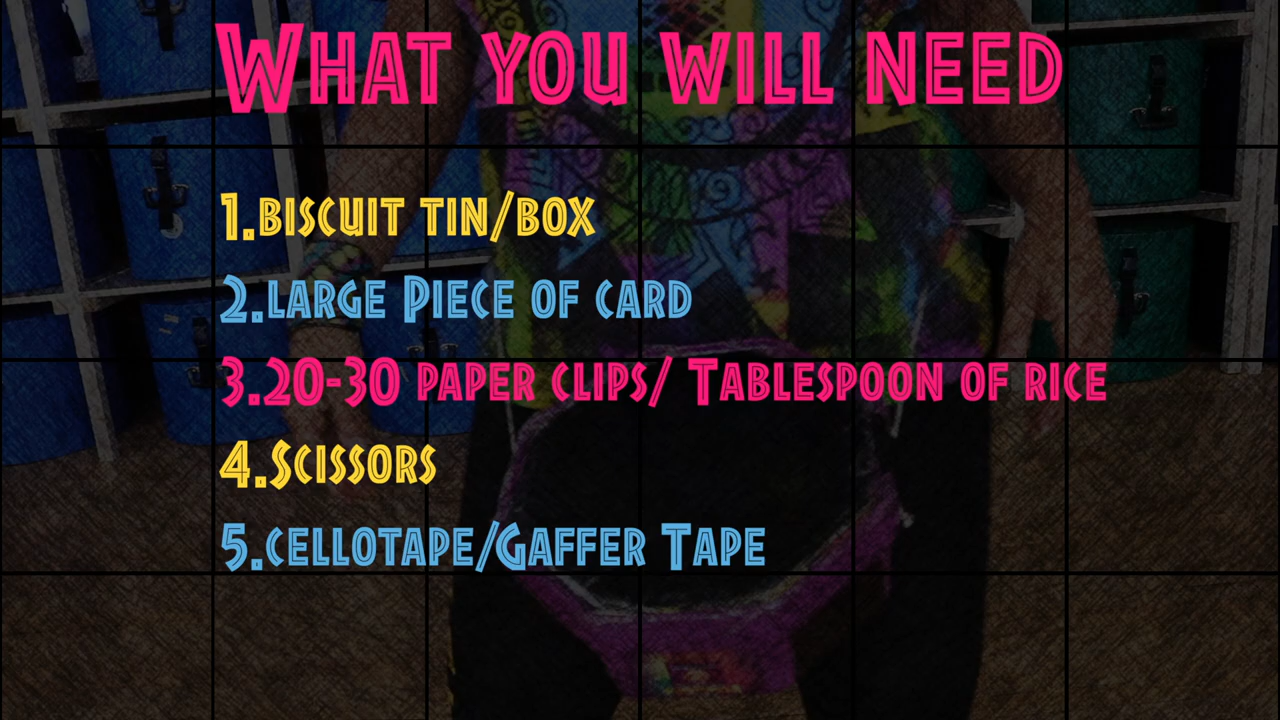 What you will need
1.biscuit tin/box
2.large Piece of card
3.20-30 paper clips/ Tablespoon of rice
4.Scissors
5.cellotape/Gaffer Tape